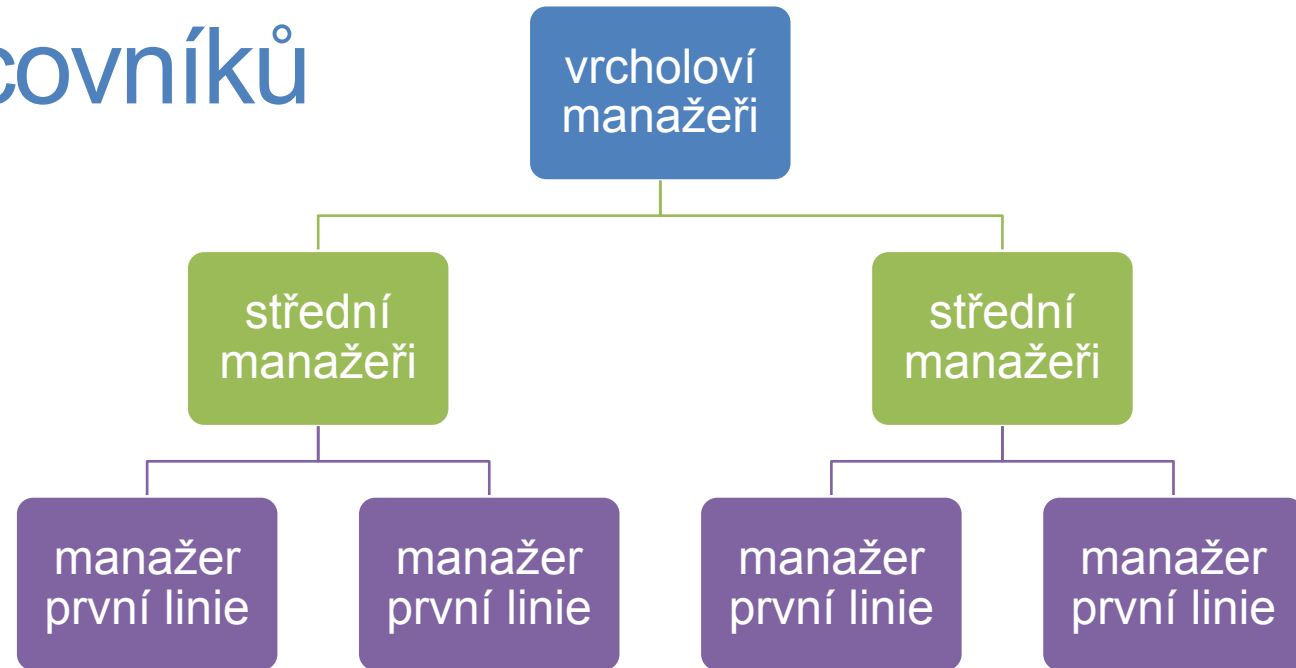 covníků
vrcholoví
manažeři
střední
manažeři
střední
manažeři
manažer
první linie
manažer
první linie
manažer
první linie
manažer
první linie